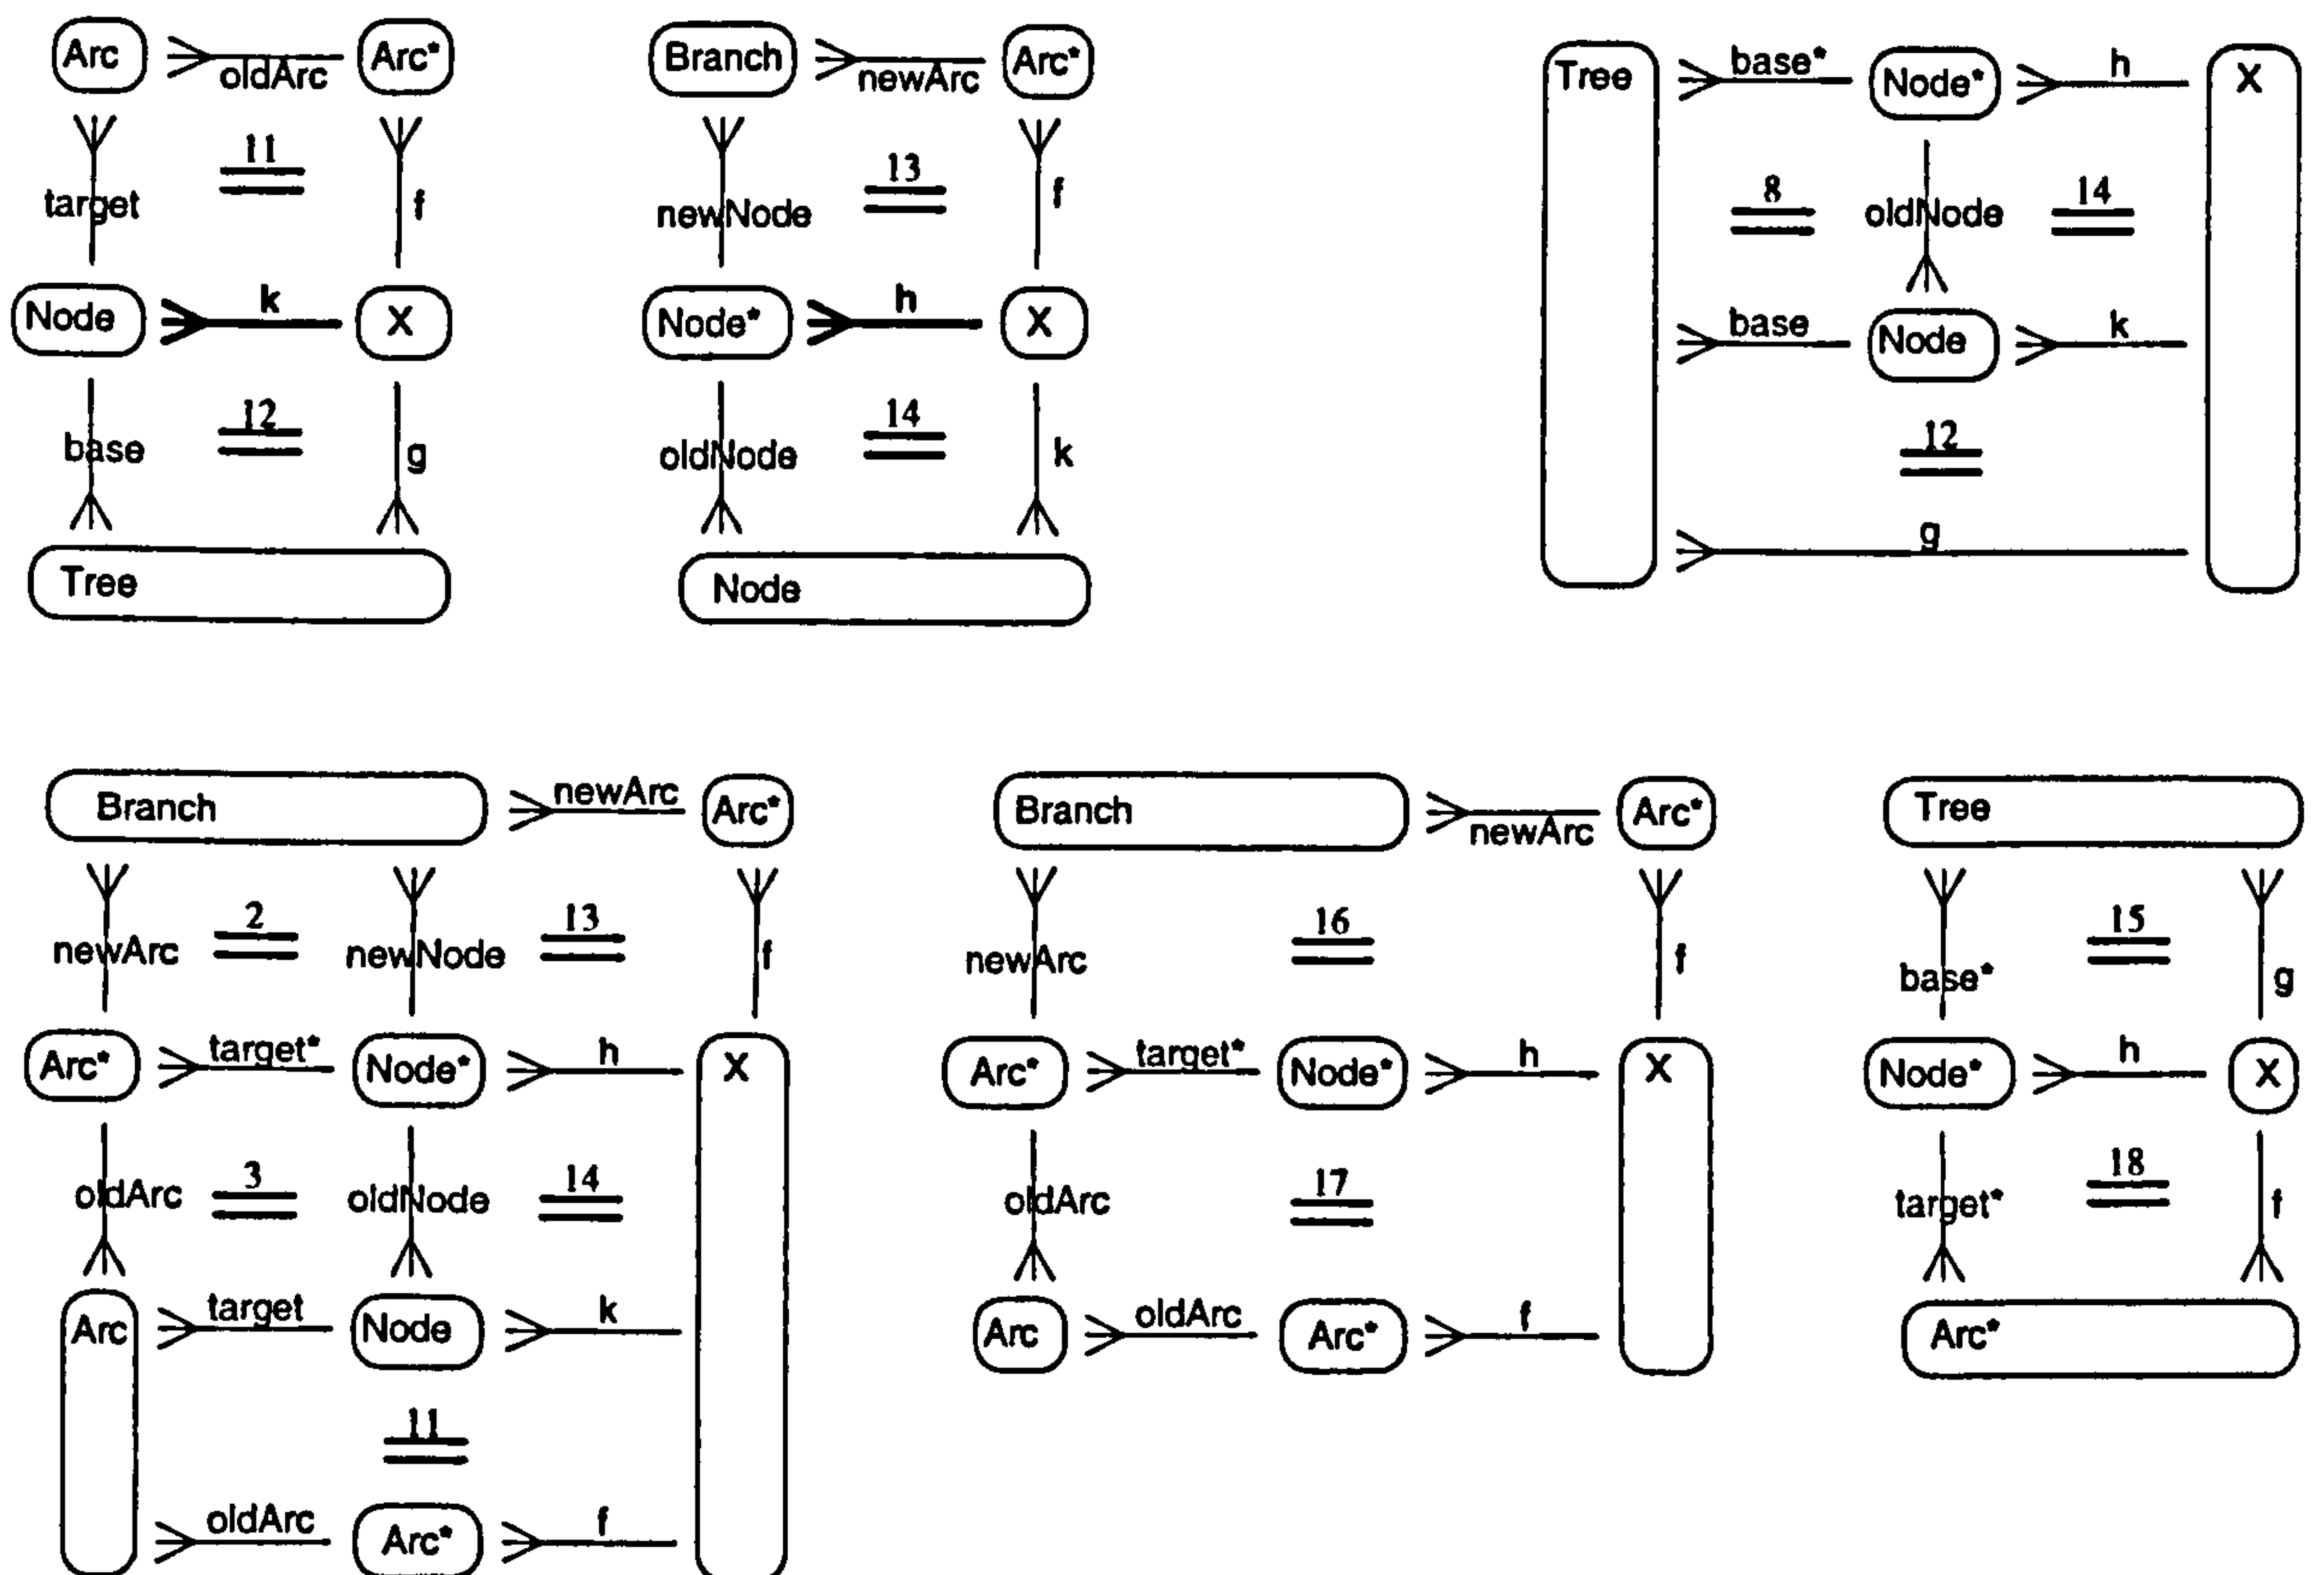 Arc oldArc Arc*
11
target f
Node k X
12
base g
Tree
Branch newArc Arc*
13
newNode f
Node* h X
14
oldNode k
Node
Tree base* Node* h X
8 oldNode 14
base Node k
12
g
Branch newArc Arc*
2 13
newArc newNode f
Arc* target* Node* h X
3 14
oldArc oldNode
Arc target Node k
11
oldArc Arc* f
Branch newArc Arc*
16
newArc f
Arc* target* Node* h X
17
oldArc
Arc oldArc Arc* f
Tree
15
base* g
Node* h X
18
target* f
Arc*